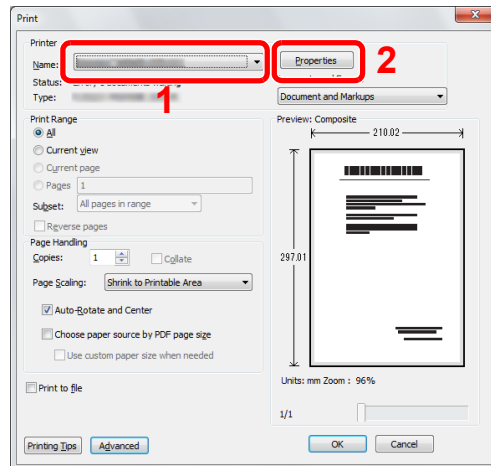 Print
Printer
Name:
Properties
2
Status:
1
Type:
Document and Markups
Print Range
All
Current view
Current page
Pages 1
Subset: All pages in range
Reverse pages
Page Handling
Copies: 1 Collate
Page Scaling: Shrink to Printable Area
Auto-Rotate and Center
Choose paper source by PDF page size
Use custom paper size when needed
Print to file
Printing Tips Advanced
Preview: Composite
210.02
297.01
Units: mm Zoom : 96%
1/1
OK Cancel